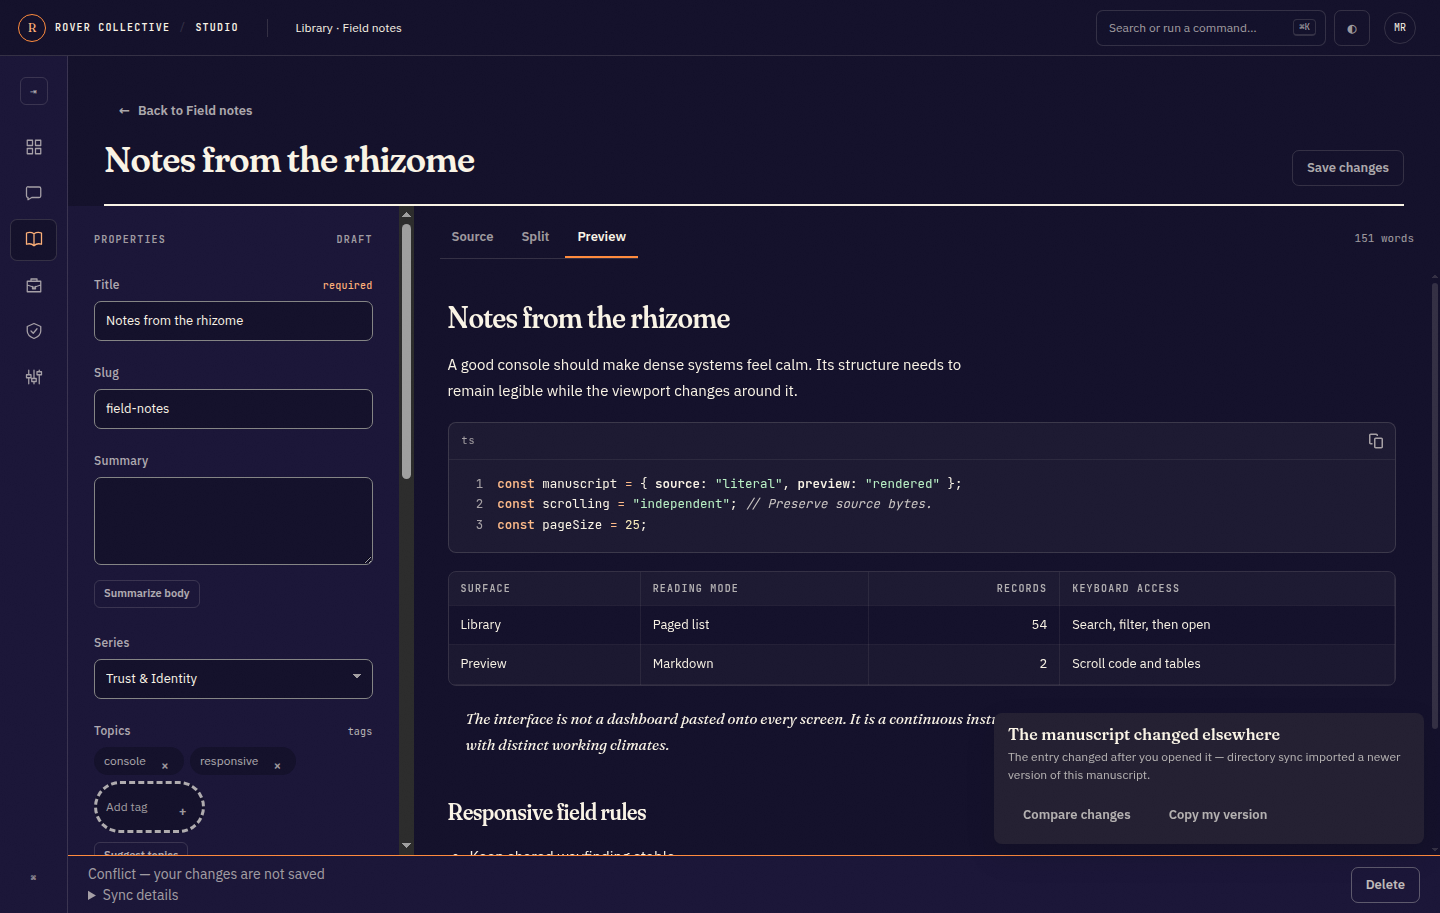 R ROVER COLLECTIVE / STUDIO
Library · Field notes
Search or run a command... ⌘K
MR
← Back to Field notes
Notes from the rhizome
Save changes
PROPERTIES DRAFT
Title required
Notes from the rhizome
Slug
field-notes
Summary
Summarize body
Series
Trust & Identity
Topics tags
console × responsive ×
Add tag +
Suggest topics
Source Split Preview
151 words
Notes from the rhizome
A good console should make dense systems feel calm. Its structure needs to
remain legible while the viewport changes around it.
ts
1 const manuscript = { source: "literal", preview: "rendered" };
2 const scrolling = "independent"; // Preserve source bytes.
3 const pageSize = 25;
SURFACE READING MODE RECORDS KEYBOARD ACCESS
Library Paged list 54 Search, filter, then open
Preview Markdown 2 Scroll code and tables
The interface is not a dashboard pasted onto every screen. It is a continuous
with distinct working climates.
Responsive field rules
Keep shared wayfinding stable
The manuscript changed elsewhere
The entry changed after you opened it — directory sync imported a newer
version of this manuscript.
Compare changes Copy my version
⌘
Conflict — your changes are not saved
▶ Sync details
Delete